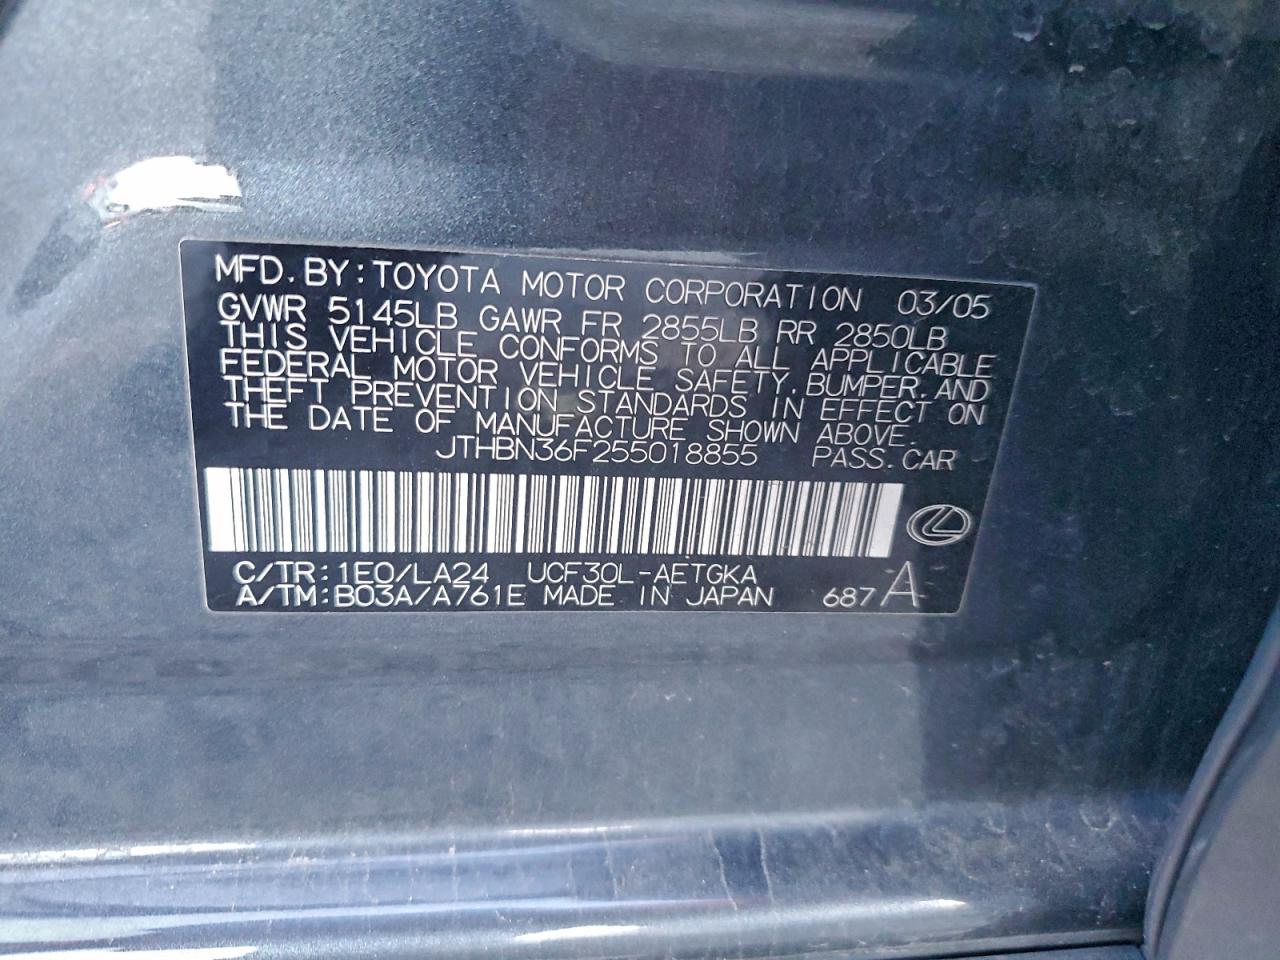 MFD. BY: TOYOTA MOTOR CORPORATION 03/05
GVWR 5145LB GAWR FR 2855LB RR 2850LB
THIS VEHICLE CONFORMS TO ALL APPLICABLE
FEDERAL MOTOR VEHICLE SAFETY, BUMPER, AND
THEFT PREVENTION STANDARDS IN EFFECT ON
THE DATE OF MANUFACTURE SHOWN ABOVE.
JTHBN36F255018855 PASS. CAR
C/TR: 1E0/LA24 UCF30L-AETGKA
A/TM: B03A/A761E MADE IN JAPAN 687 A